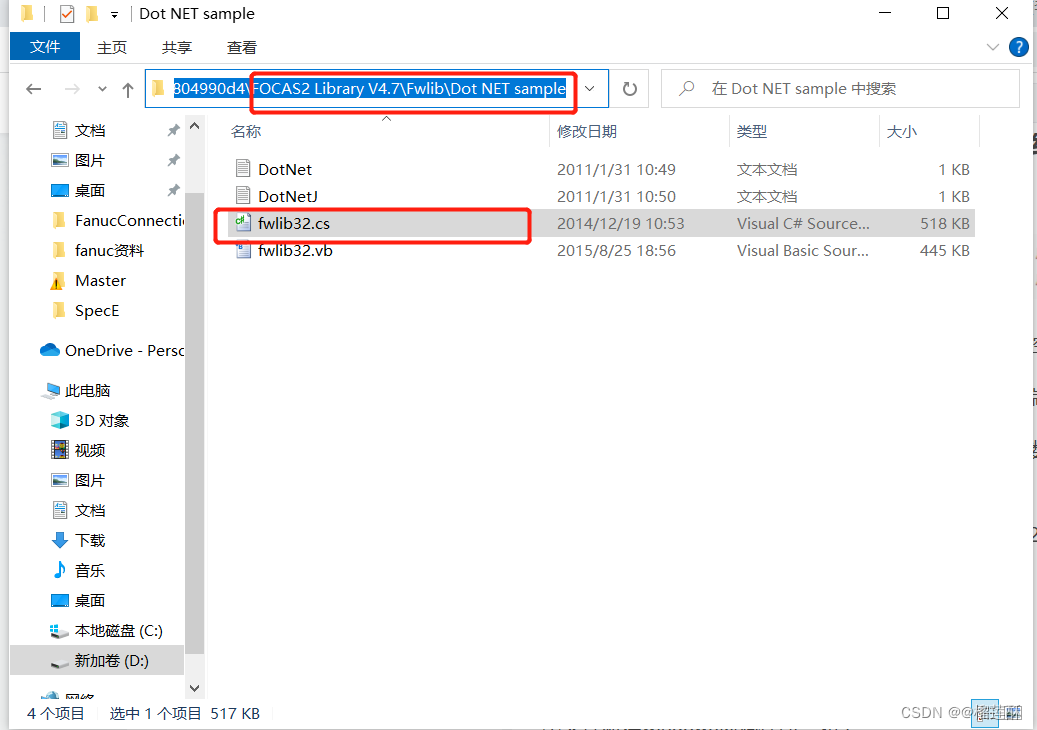 Dot NET sample
文件 主页 共享 查看
804990d4\FOCAS2 Library V4.7\Fwlib\Dot NET sample
在 Dot NET sample 中搜索
文档
图片
桌面
FanucConnecti
fanuc资料
Master
SpecE
OneDrive - Perso
此电脑
3D 对象
视频
图片
文档
下载
音乐
桌面
本地磁盘 (C:)
新加卷 (D:)
网络
名称 修改日期 类型 大小
DotNet 2011/1/31 10:49 文本文档 1 KB
DotNetJ 2011/1/31 10:50 文本文档 1 KB
fwlib32.cs 2014/12/19 10:53 Visual C# Source... 518 KB
fwlib32.vb 2015/8/25 18:56 Visual Basic Sour... 445 KB
4 个项目 选中 1 个项目 517 KB
CSDN @@